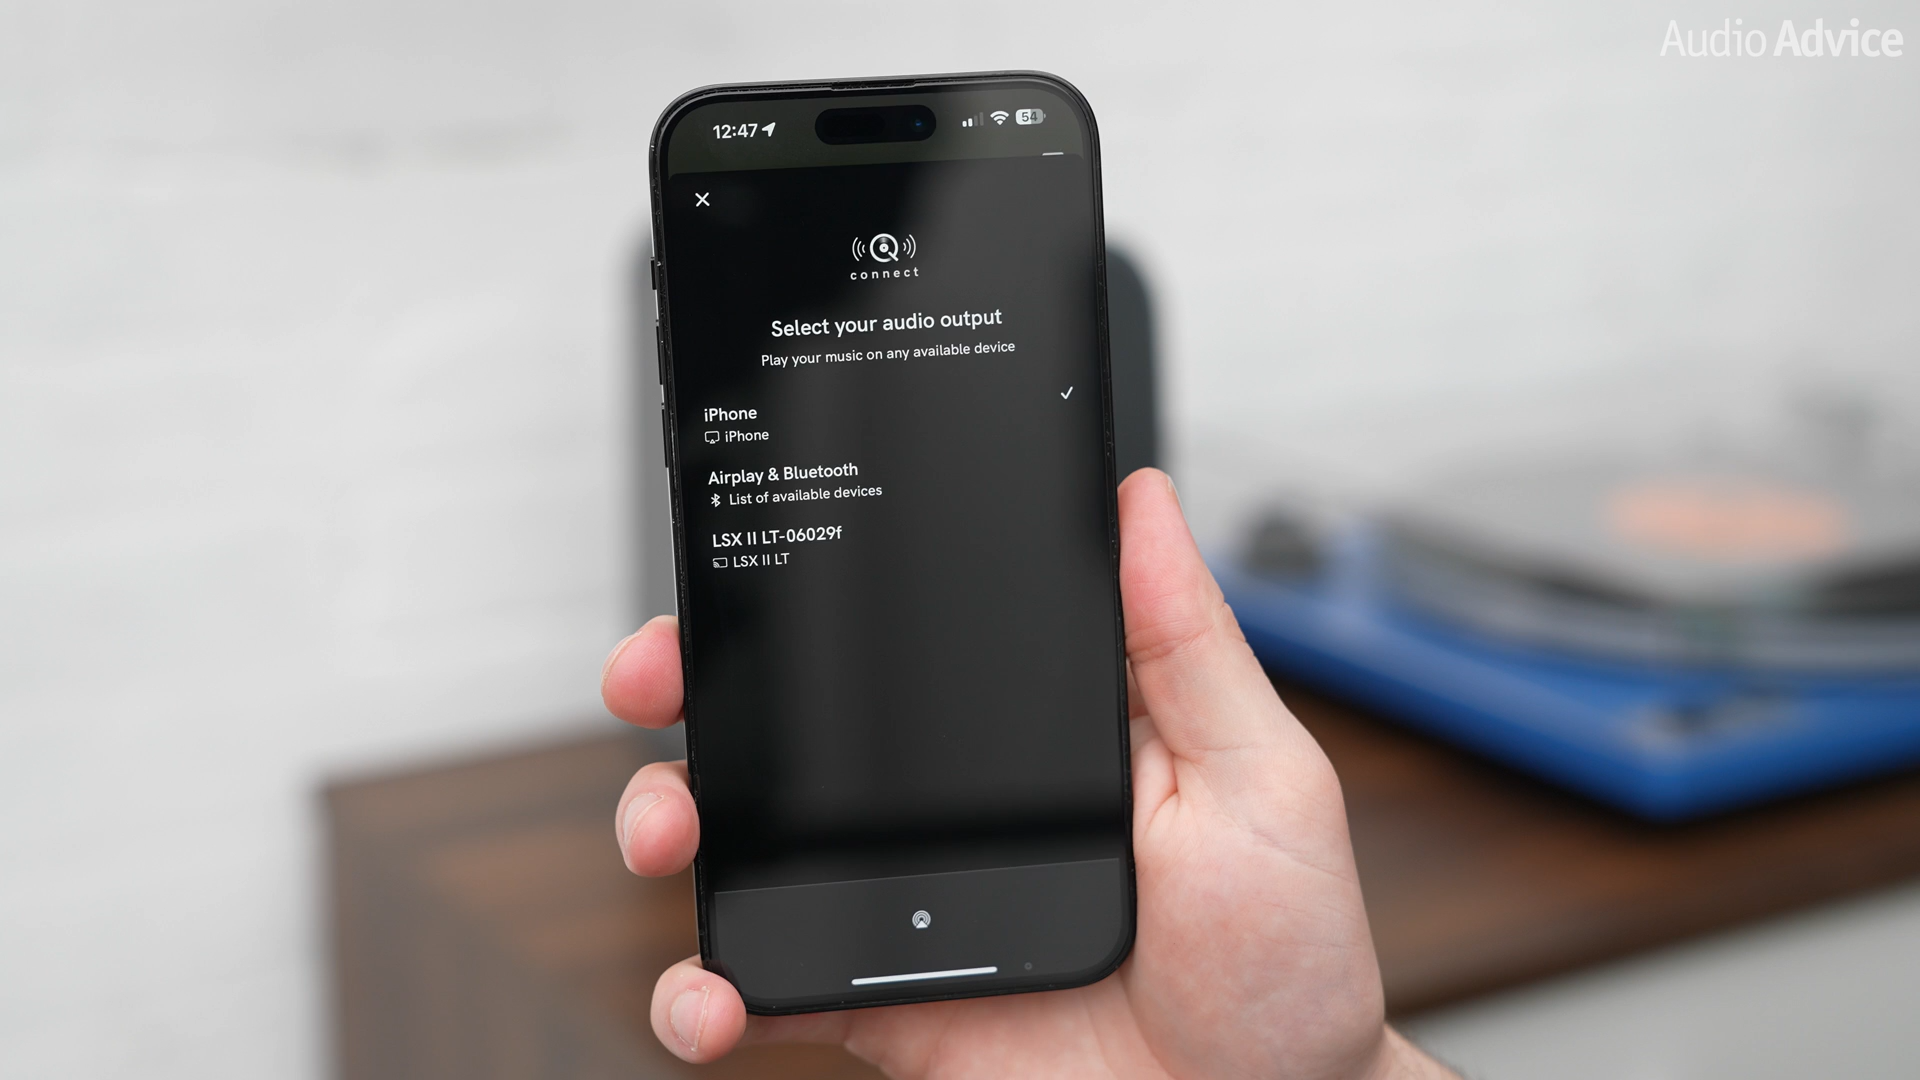 Audio Advice
12:47
54
connect
Select your audio output
Play your music on any available device
iPhone
iPhone
Airplay & Bluetooth
List of available devices
LSX II LT-06029f
LSX II LT